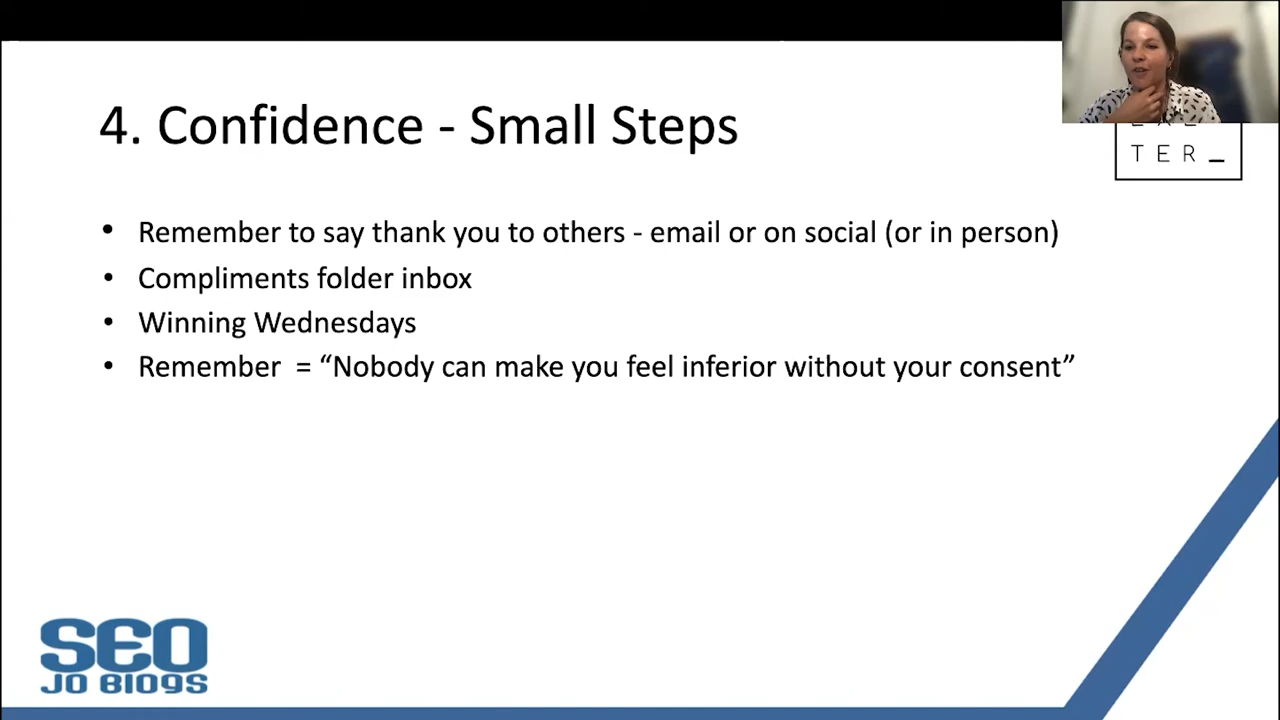 4. Confidence - Small Steps
TER_
• Remember to say thank you to others - email or on social (or in person)
• Compliments folder inbox
• Winning Wednesdays
• Remember  = “Nobody can make you feel inferior without your consent”
SEO
JO BLOGS